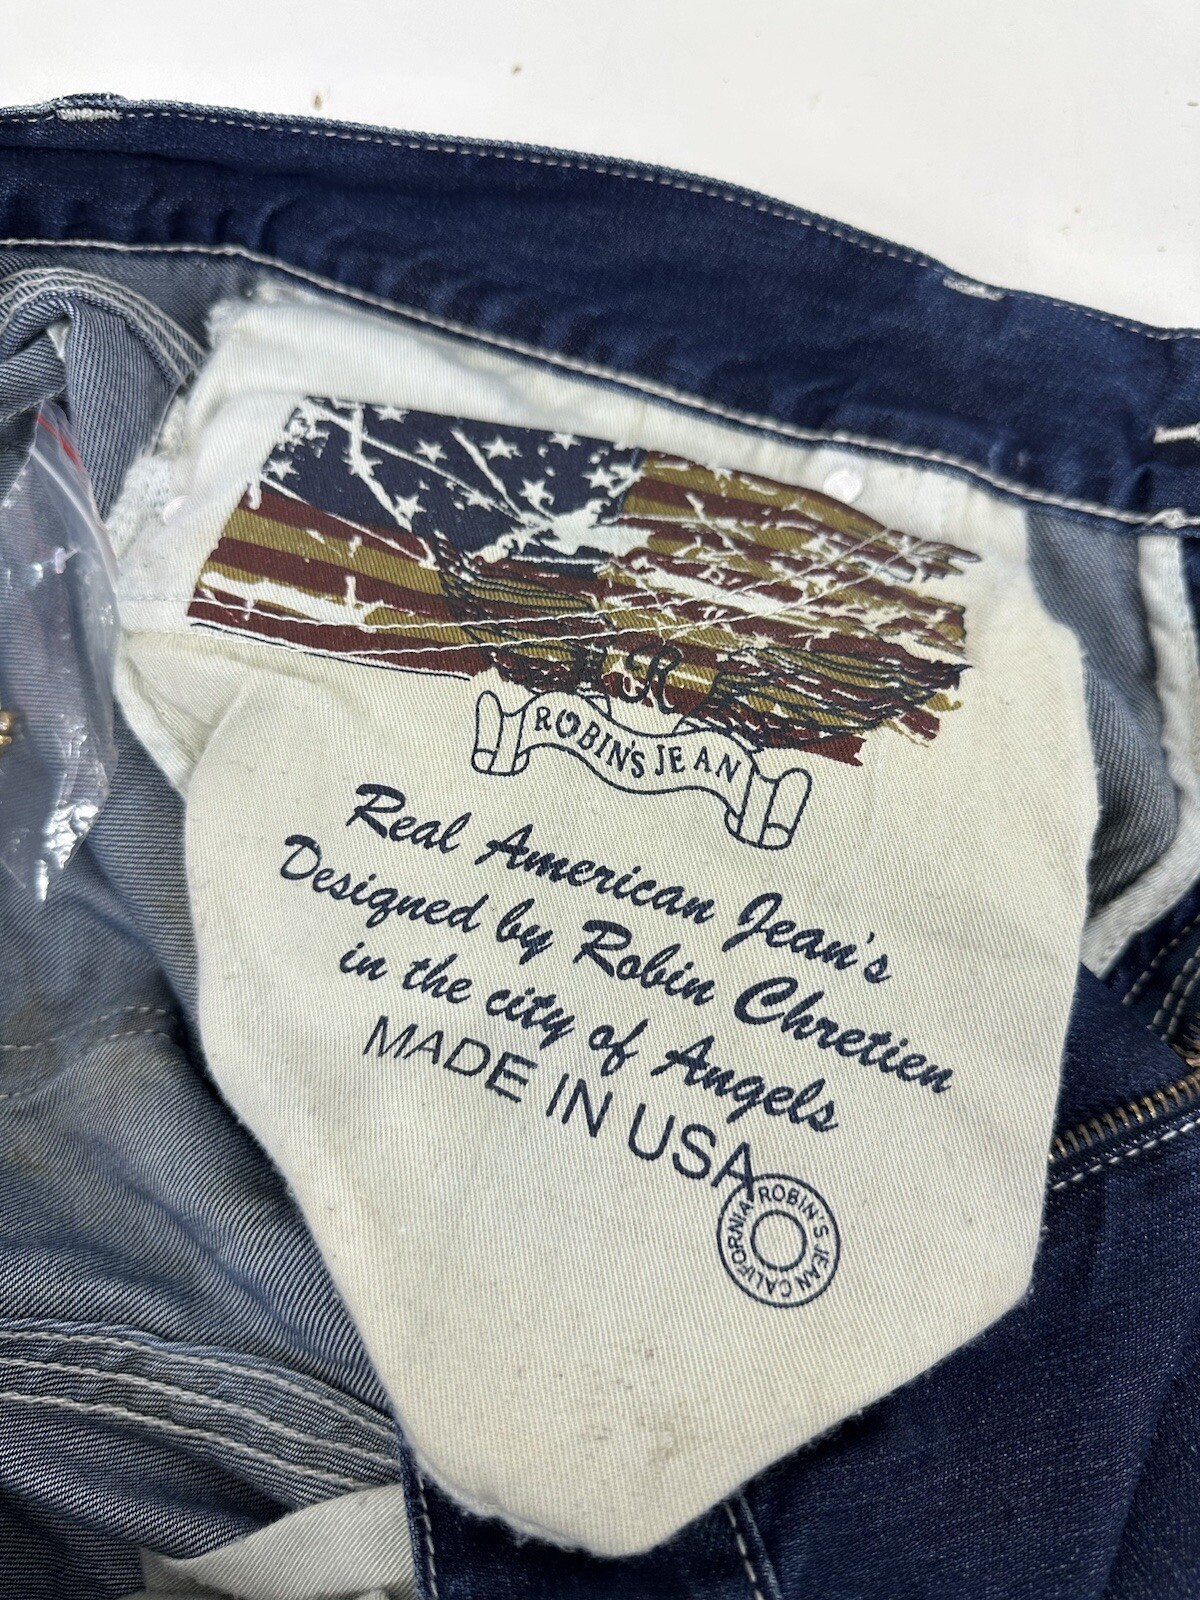 ROBIN'S JEAN
Real American Jean's
Designed by Robin Chretien
in the city of Angels
MADE IN USA
ROBIN'S JEAN CALIFORNIA